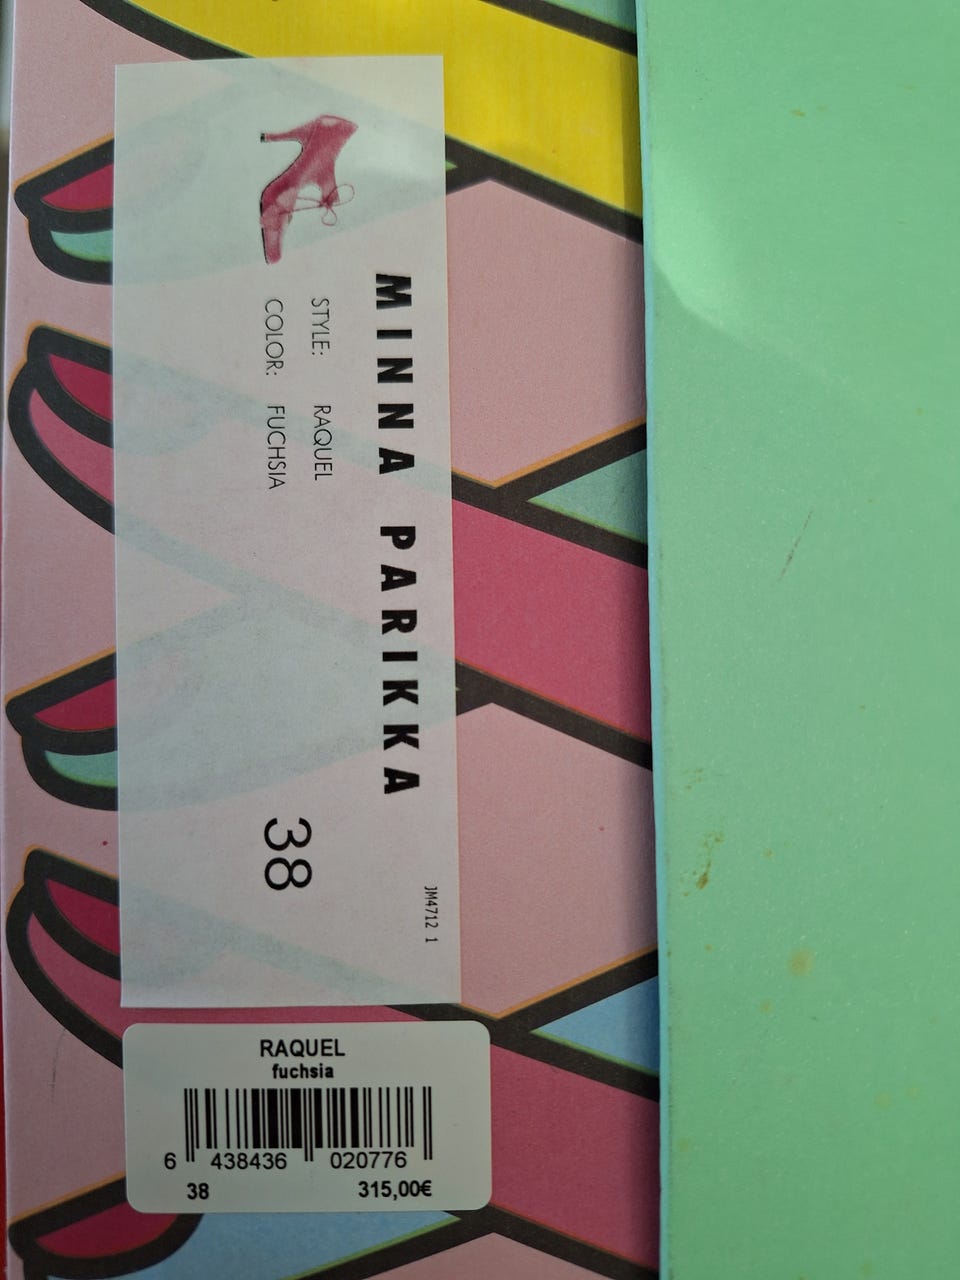 MINNA PARIKKA
JM4712 1
STYLE: RAQUEL
COLOR: FUCHSIA
38
RAQUEL
fuchsia
6 438436 020776
38 315,00€